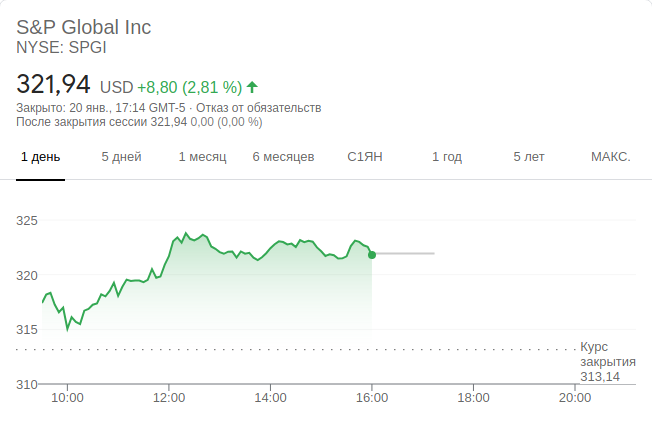 S&P Global Inc
NYSE: SPGI
321,94 USD +8,80 (2,81 %)
Закрыто: 20 янв., 17:14 GMT-5 · Отказ от обязательств
После закрытия сессии 321,94 0,00 (0,00 %)
1 день 5 дней 1 месяц 6 месяцев С1ЯН 1 год 5 лет МАКС.
325
320
315
Курс
закрытия
313,14
310
10:00 12:00 14:00 16:00 18:00 20:00